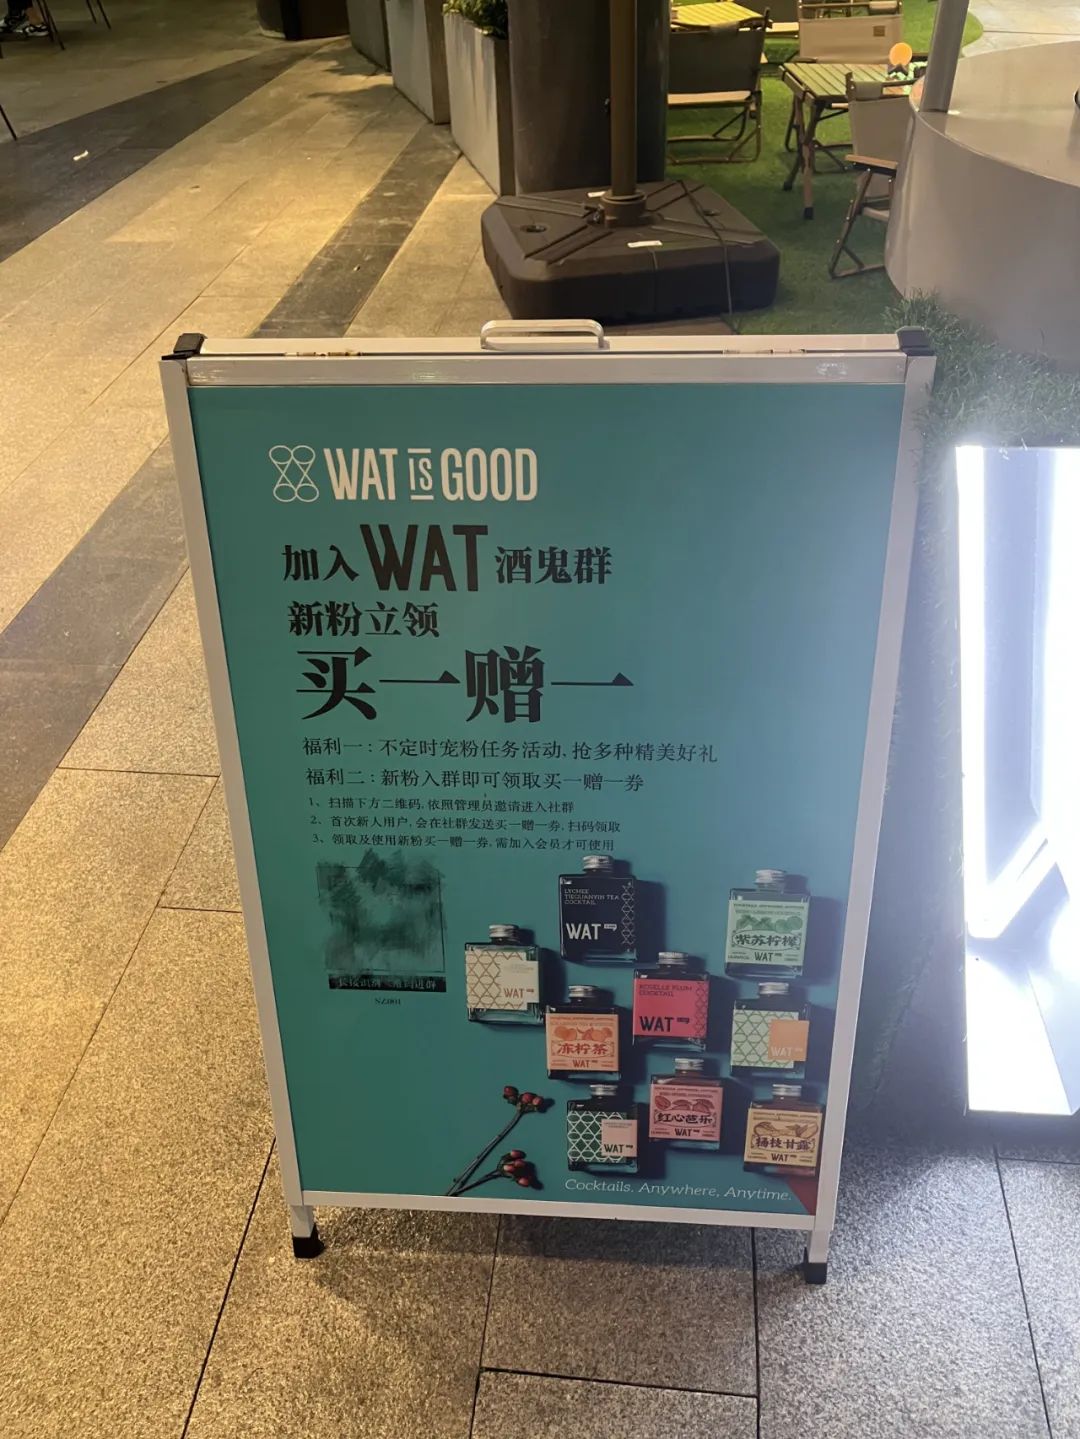 WAT IS GOOD
加入WAT酒鬼群
新粉立领
买一赠一
福利一：不定时宠粉任务活动，抢多种精美好礼
福利二：新粉入群即可领取买一赠一券
1、扫描下方二维码，依照管理员邀请进入社群
2、首次新人用户，会在社群发送买一赠一券，扫码领取
3、领取及使用新粉买一赠一券，需加入会员才可使用
NZ001
LYCHEE
TIEGUANYIN TEA
COCKTAIL
WAT
紫苏柠檬
WAT
WAT
ROSELLE PLUM
COCKTAIL
WAT
冻柠茶
WAT
WAT
红心芭乐
WAT
WAT
杨枝甘露
WAT
Cocktails. Anywhere, Anytime.